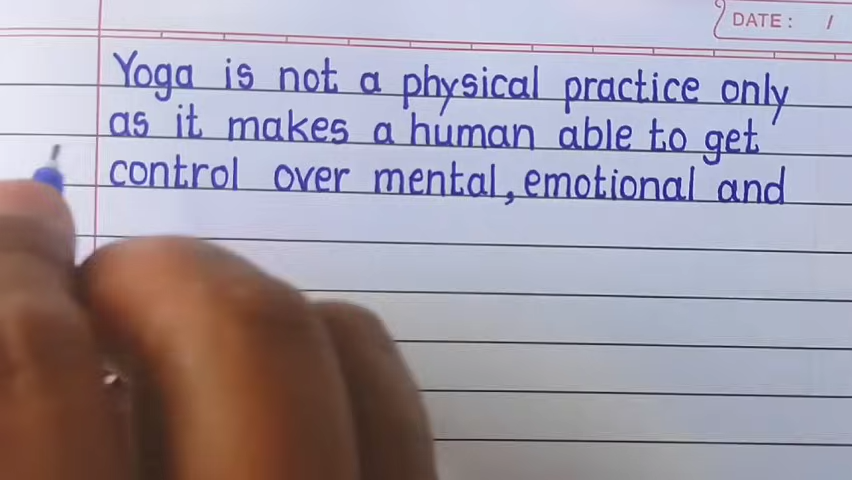 DATE: /
Yoga is not a physical practice only
as it makes a human able to get
control over mental, emotional and